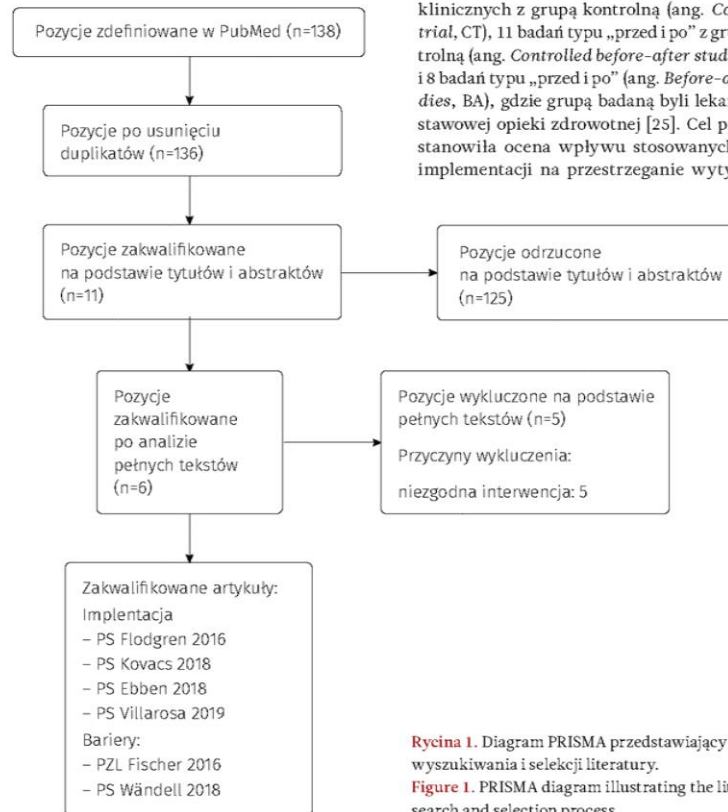 Pozycje zdefiniowane w PubMed (n=138)
Pozycje po usunięciu
duplikatów (n=136)
Pozycje zakwalifikowane
na podstawie tytułów i abstraktów
(n=11)
Pozycje odrzucone
na podstawie tytułów i abstraktów
(n=125)
Pozycje
zakwalifikowane
po analizie
pełnych tekstów
(n=6)
Pozycje wykluczone na podstawie
pełnych tekstów (n=5)
Przyczyny wykluczenia:
niezgodna interwencja: 5
Zakwalifikowane artykuły:
Implentacja
– PS Flodgren 2016
– PS Kovacs 2018
– PS Ebben 2018
– PS Villarosa 2019
Bariery:
– PZL Fischer 2016
– PS Wändell 2018
klinicznych z grupą kontrolną (ang.
trial, CT), 11 badań typu „przed i po” z
trolną (ang. Controlled before-after
i 8 badań typu „przed i po” (ang.
dies, BA), gdzie grupą badaną byli
stawowej opieki zdrowotnej [25]. Cel
stanowiła ocena wpływu stosowanych
implementacji na przestrzeganie
Rycina 1. Diagram PRISMA przedstawiający
wyszukiwania i selekcji literatury.
Figure 1. PRISMA diagram illustrating the
search and selection process